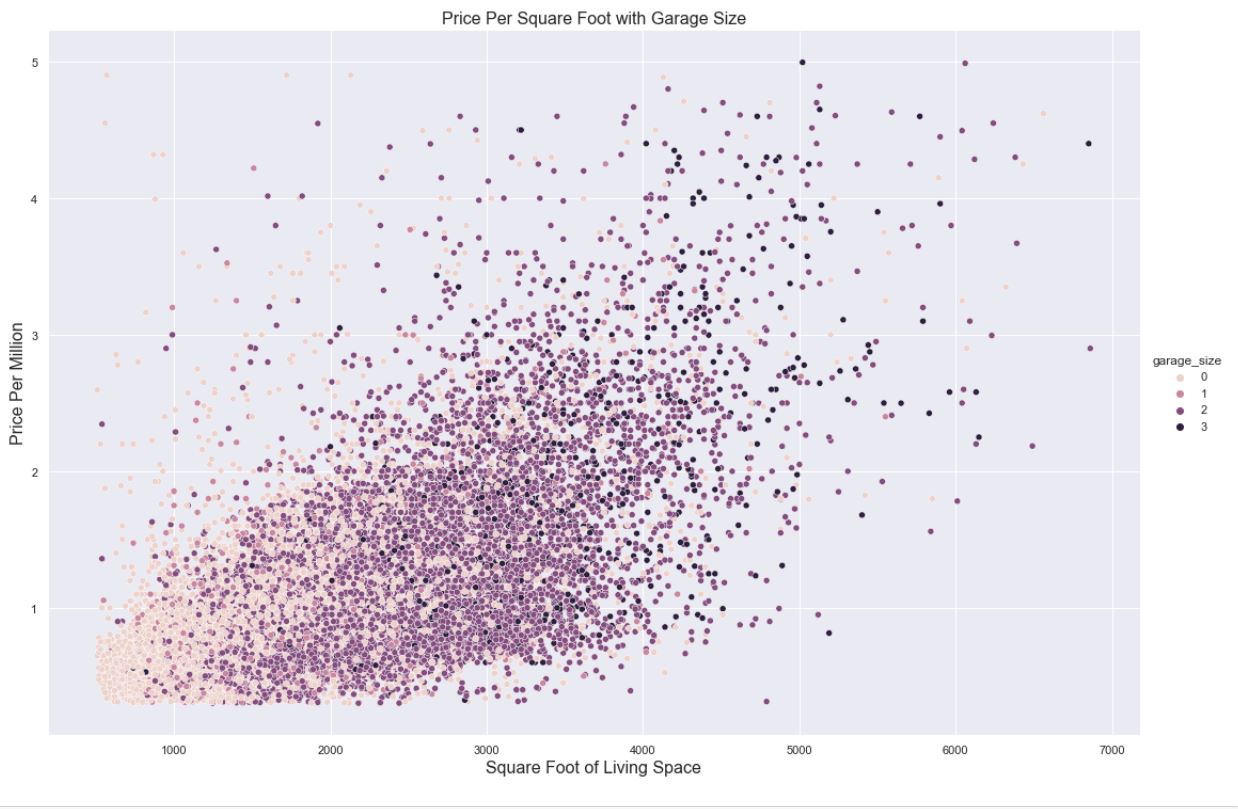 Price Per Square Foot with Garage Size
5
4
3
2
1
Price Per Million
1000 2000 3000 4000 5000 6000 7000
Square Foot of Living Space
garage_size
0
1
2
3